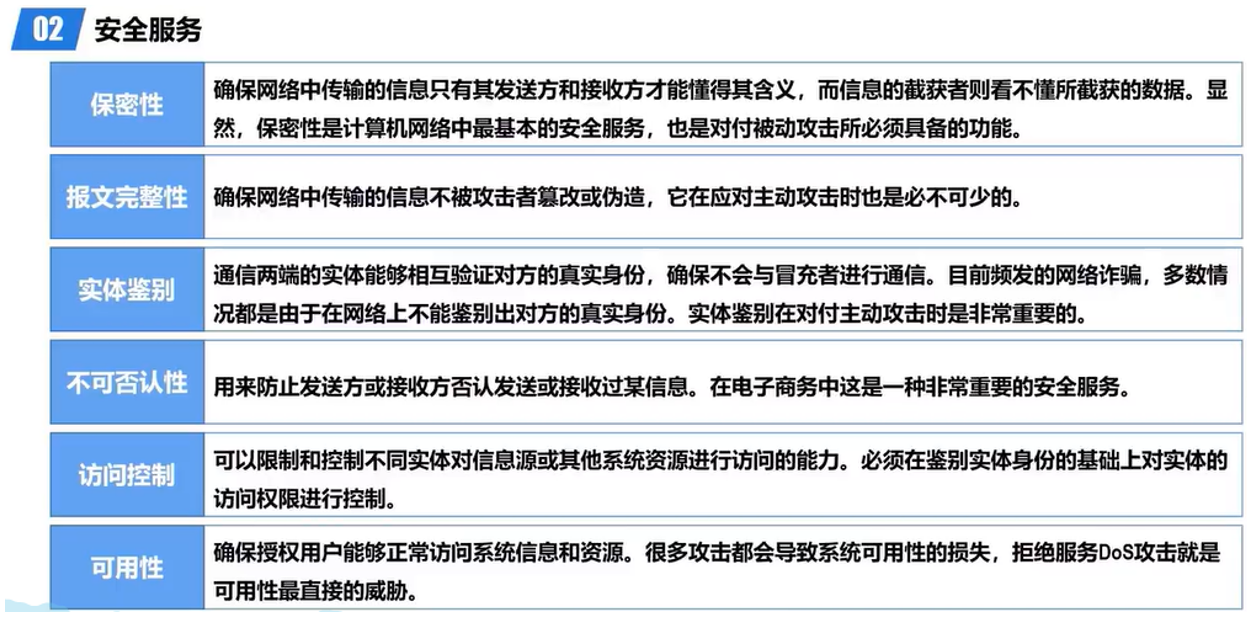 02 安全服务
保密性
确保网络中传输的信息只有其发送方和接收方才能懂得其含义，而信息的截获者则看不懂所截获的数据。显
然，保密性是计算机网络中最基本的安全服务，也是对付被动攻击所必须具备的功能。
报文完整性
确保网络中传输的信息不被攻击者篡改或伪造，它在应对主动攻击时也是必不可少的。
实体鉴别
通信两端的实体能够相互验证对方的真实身份，确保不会与冒充者进行通信。目前频发的网络诈骗，多数情
况都是由于在网络上不能鉴别出对方的真实身份。实体鉴别在对付主动攻击时是非常重要的。
不可否认性
用来防止发送方或接收方否认发送或接收过某信息。在电子商务中这是一种非常重要的安全服务。
访问控制
可以限制和控制不同实体对信息源或其他系统资源进行访问的能力。必须在鉴别实体身份的基础上对实体的
访问权限进行控制。
可用性
确保授权用户能够正常访问系统信息和资源。很多攻击都会导致系统可用性的损失，拒绝服务DoS攻击就是
可用性最直接的威胁。